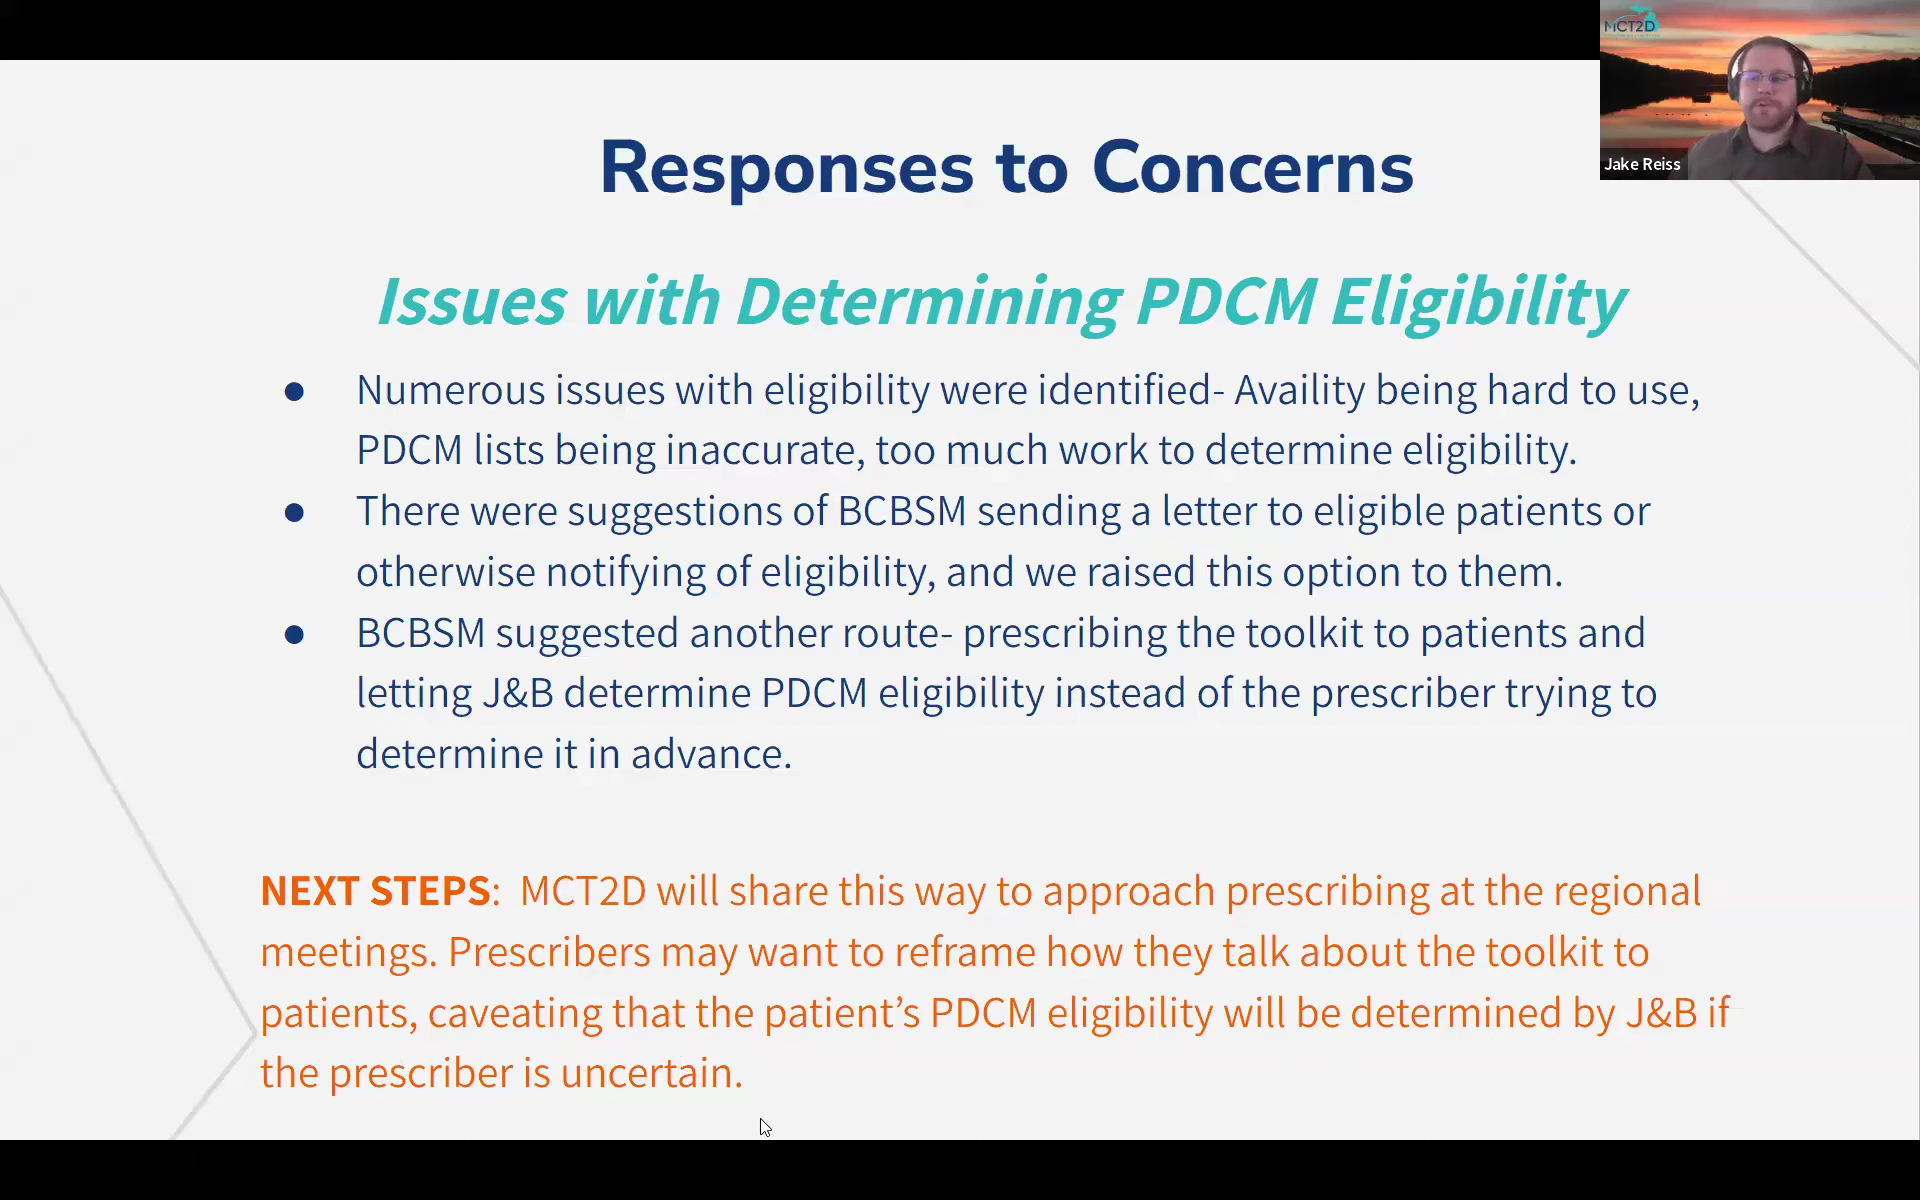 MCT2D
Jake Reiss
Responses to Concerns
Issues with Determining PDCM Eligibility
● Numerous issues with eligibility were identified- Availity being hard to use,
PDCM lists being inaccurate, too much work to determine eligibility.
● There were suggestions of BCBSM sending a letter to eligible patients or
otherwise notifying of eligibility, and we raised this option to them.
● BCBSM suggested another route- prescribing the toolkit to patients and
letting J&B determine PDCM eligibility instead of the prescriber trying to
determine it in advance.
NEXT STEPS: MCT2D will share this way to approach prescribing at the regional
meetings. Prescribers may want to reframe how they talk about the toolkit to
patients, caveating that the patient’s PDCM eligibility will be determined by J&B if
the prescriber is uncertain.